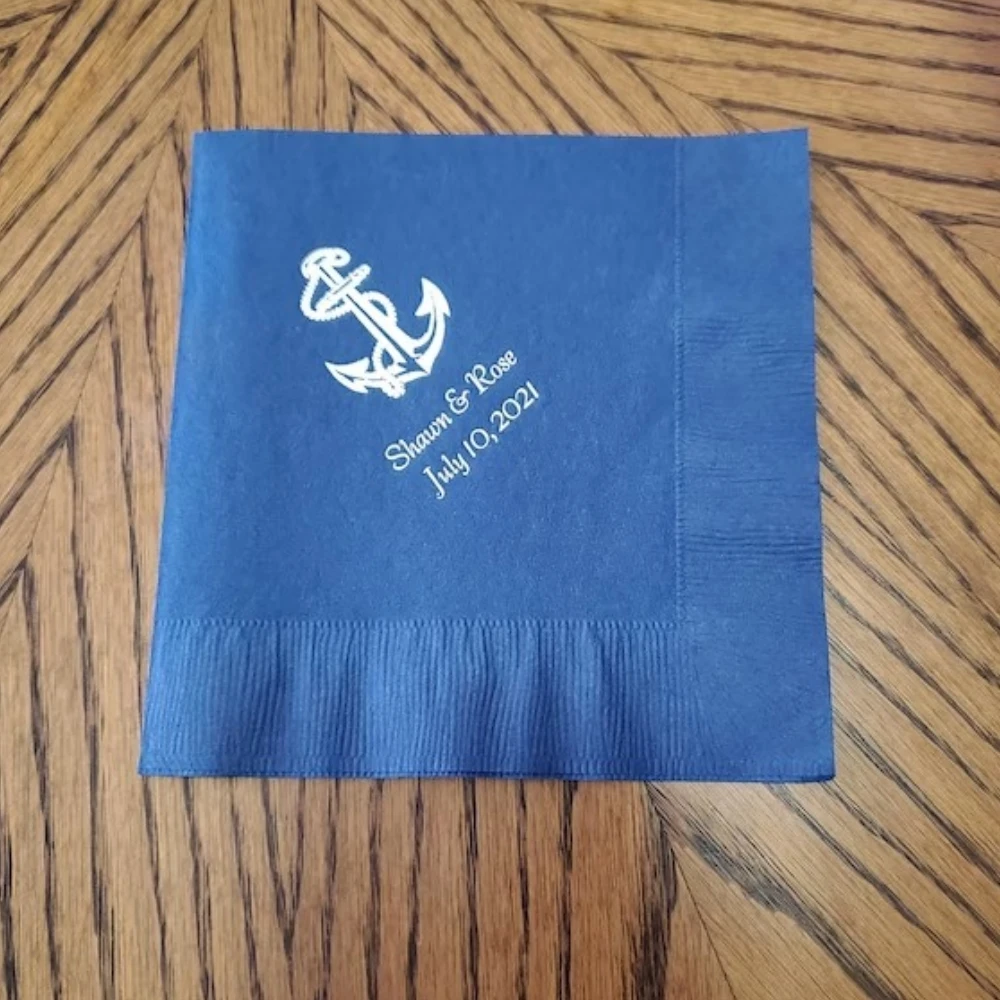 Shawn & Rose
July 10, 2021